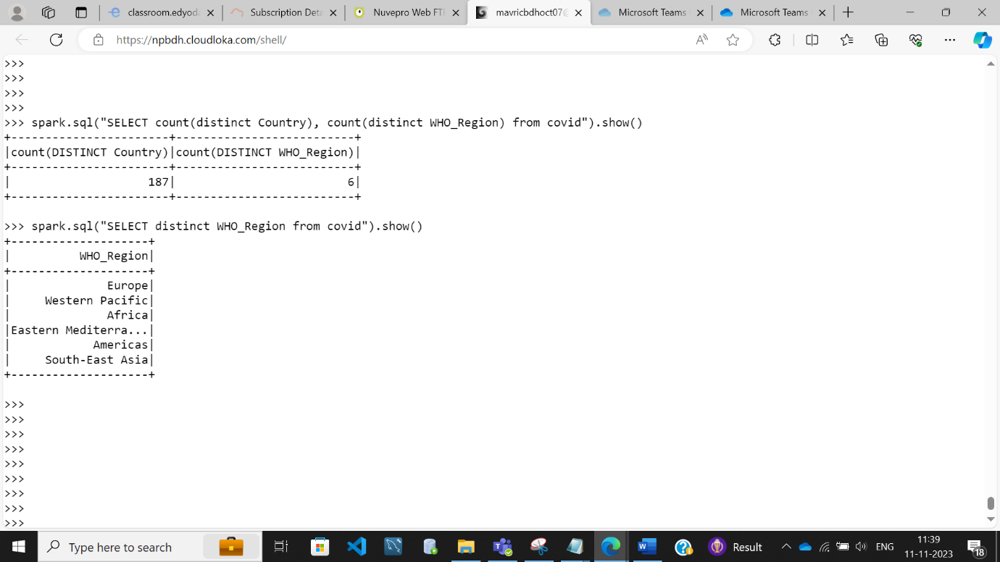 classroom.edyod
Subscription Deta
Nuvepro Web FTP
mavricbdhoct07@
Microsoft Teams
Microsoft Teams
https://npbdh.cloudloka.com/shell/
>>>
>>>
>>>
>>>
>>> spark.sql("SELECT count(distinct Country), count(distinct WHO_Region) from covid").show()
+-----------------------+--------------------------+
|count(DISTINCT Country)|count(DISTINCT WHO_Region)|
+-----------------------+--------------------------+
|                    187|                         6|
+-----------------------+--------------------------+
>>> spark.sql("SELECT distinct WHO_Region from covid").show()
+--------------------+
|          WHO_Region|
+--------------------+
|              Europe|
|     Western Pacific|
|              Africa|
|Eastern Mediterra...|
|            Americas|
|     South-East Asia|
+--------------------+
>>>
>>>
>>>
>>>
>>>
>>>
>>>
>>>
>>>
Type here to search
Result
ENG
11:39
11-11-2023
18